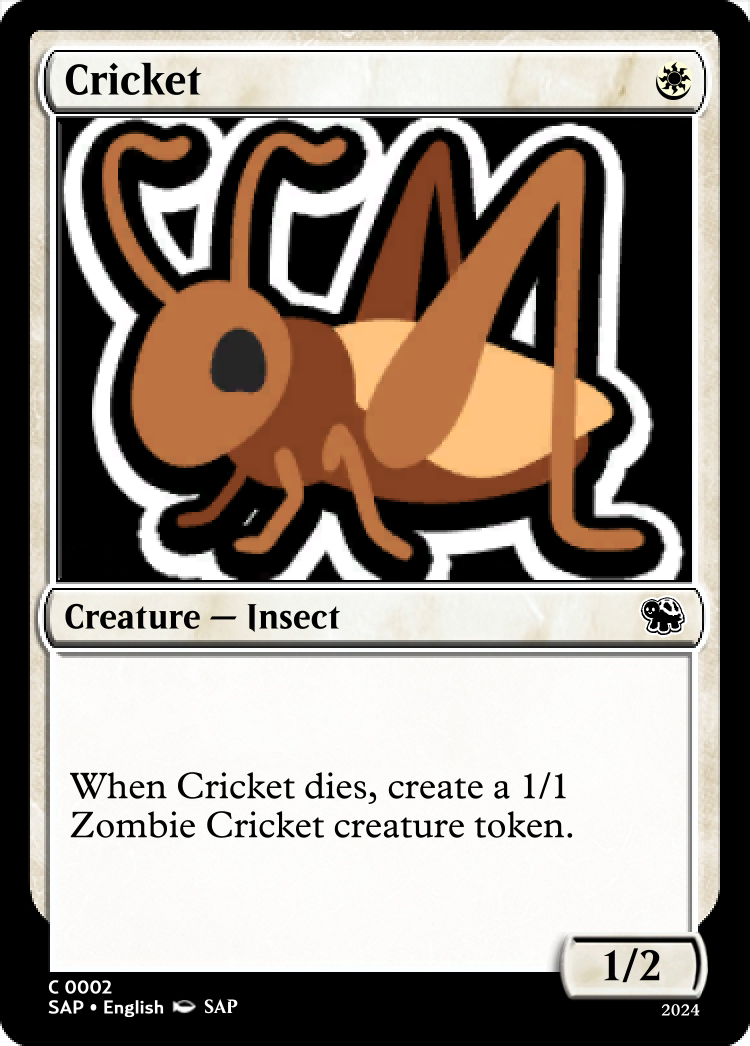 Cricket
Creature — Insect
When Cricket dies, create a 1/1
Zombie Cricket creature token.
1/2
C 0002
SAP • English SAP
2024